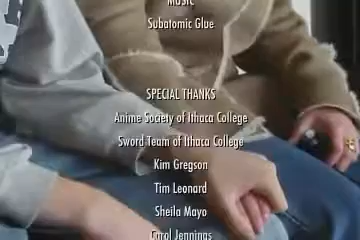 MUSIC
Subatomic Glue
SPECIAL THANKS
Anime Society of Ithaca College
Sword Team of Ithaca College
Kim Gregson
Tim Leonard
Sheila Mayo
Carol Jennings